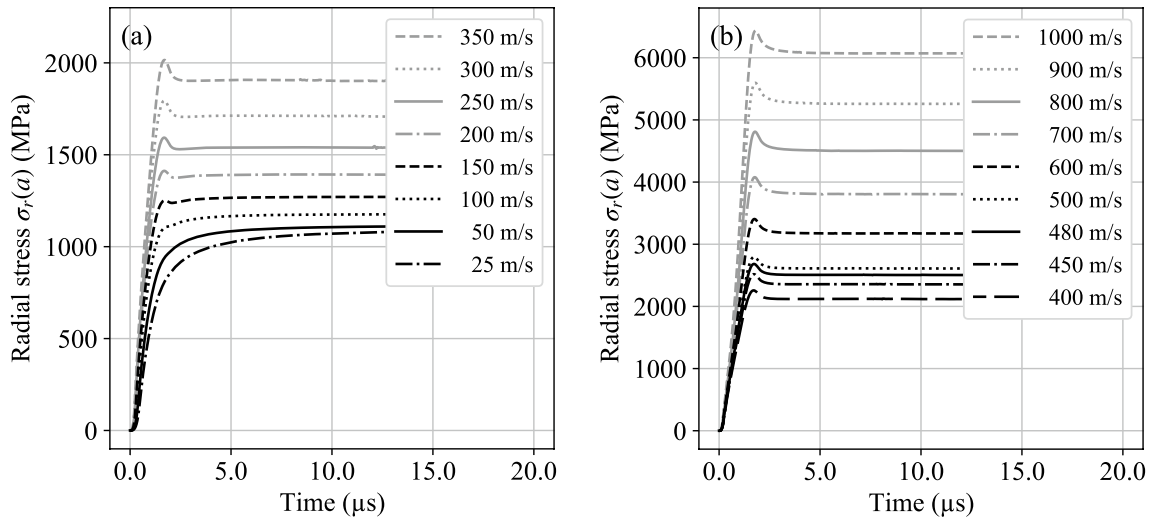 (a)
Radial stress σr(a) (MPa)
2000
1500
1000
500
0
350 m/s
300 m/s
250 m/s
200 m/s
150 m/s
100 m/s
50 m/s
25 m/s
0.0 5.0 10.0 15.0 20.0
Time (µs)
(b)
Radial stress σr(a) (MPa)
6000
5000
4000
3000
2000
1000
0
1000 m/s
900 m/s
800 m/s
700 m/s
600 m/s
500 m/s
480 m/s
450 m/s
400 m/s
0.0 5.0 10.0 15.0 20.0
Time (µs)